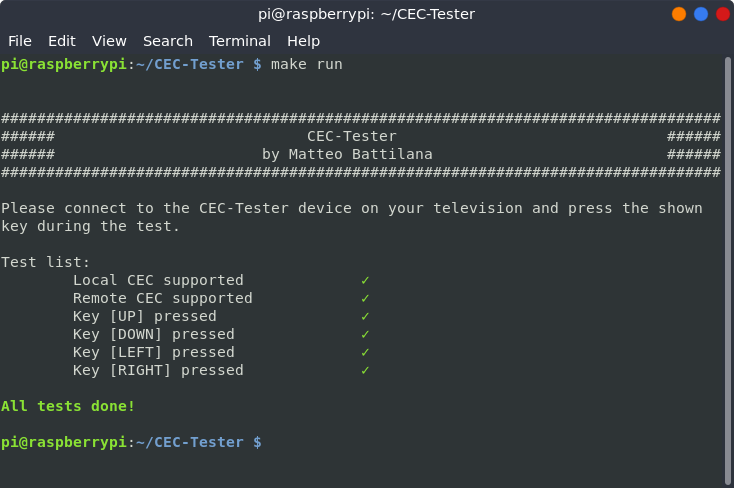 pi@raspberrypi: ~/CEC-Tester
File Edit View Search Terminal Help
pi@raspberrypi:~/CEC-Tester $ make run
################################################################################
###### CEC-Tester ######
###### by Matteo Battilana ######
################################################################################
Please connect to the CEC-Tester device on your television and press the shown
key during the test.
Test list:
Local CEC supported ✓
Remote CEC supported ✓
Key [UP] pressed ✓
Key [DOWN] pressed ✓
Key [LEFT] pressed ✓
Key [RIGHT] pressed ✓
All tests done!
pi@raspberrypi:~/CEC-Tester $